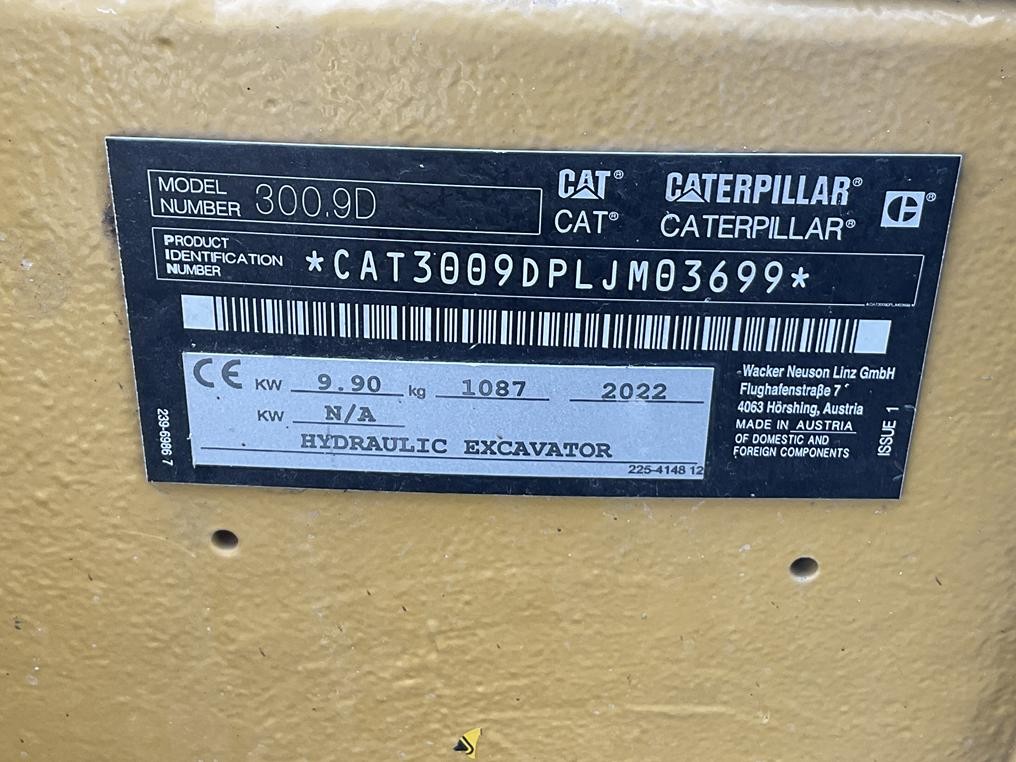 MODEL NUMBER 300.9D
CAT® CATERPILLAR® ®
CAT® CATERPILLAR®
PRODUCT IDENTIFICATION NUMBER *CAT3009DPLJM03699*
*CAT3009DPLJM03699*
CE KW 9.90 kg 1087 2022
KW N/A
HYDRAULIC EXCAVATOR
225-4148 12
239-6986 7
Wacker Neuson Linz GmbH
Flughafenstraße 7
4063 Hörshing, Austria
MADE IN AUSTRIA
OF DOMESTIC AND
FOREIGN COMPONENTS
ISSUE 1